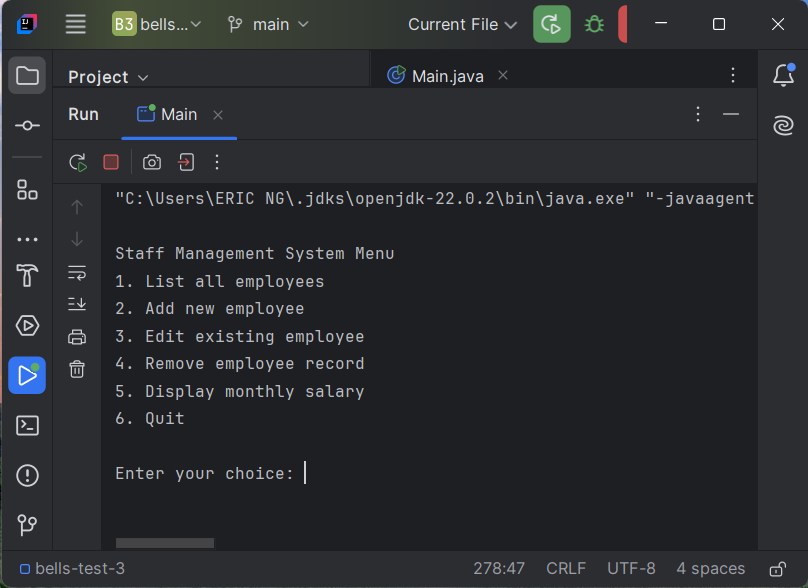 B3 bells... main Current File
Project Main.java
Run Main
"C:\Users\ERIC NG\.jdks\openjdk-22.0.2\bin\java.exe" "-javaagent
Staff Management System Menu
1. List all employees
2. Add new employee
3. Edit existing employee
4. Remove employee record
5. Display monthly salary
6. Quit
Enter your choice:
bells-test-3 278:47 CRLF UTF-8 4 spaces